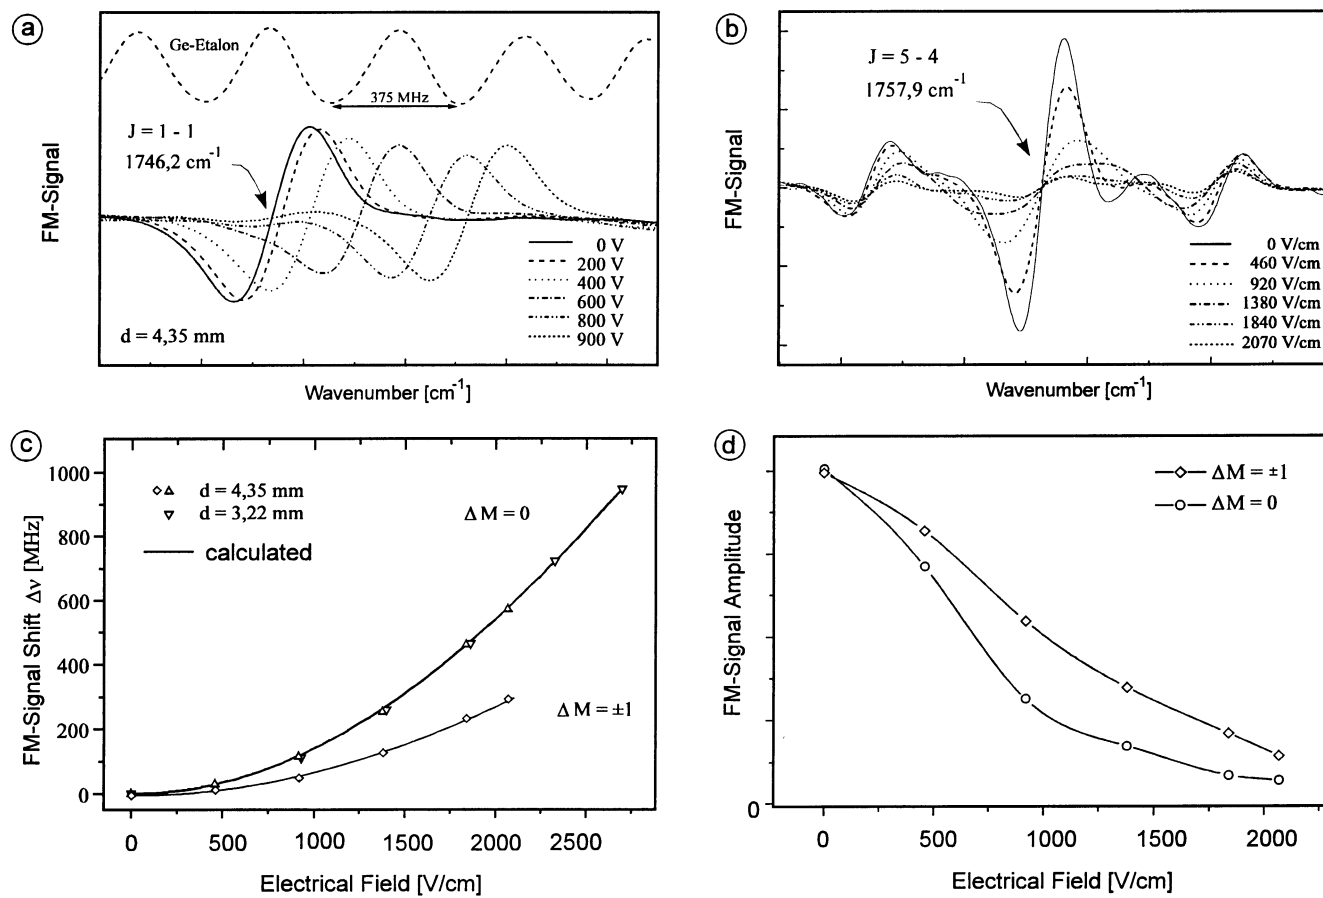 a
Ge-Etalon
375 MHz
J = 1 - 1
1746,2 cm-1
FM-Signal
0 V
200 V
400 V
600 V
800 V
900 V
d = 4,35 mm
Wavenumber [cm-1]
b
J = 5 - 4
1757,9 cm-1
FM-Signal
0 V/cm
460 V/cm
920 V/cm
1380 V/cm
1840 V/cm
2070 V/cm
Wavenumber [cm-1]
c
1000
800
600
400
200
0
FM-Signal Shift Δν [MHz]
d = 4,35 mm
d = 3,22 mm
calculated
Δ M = 0
Δ M = ±1
0
500
1000
1500
2000
2500
Electrical Field [V/cm]
d
ΔM = ±1
ΔM = 0
FM-Signal Amplitude
0
0
500
1000
1500
2000
Electrical Field [V/cm]